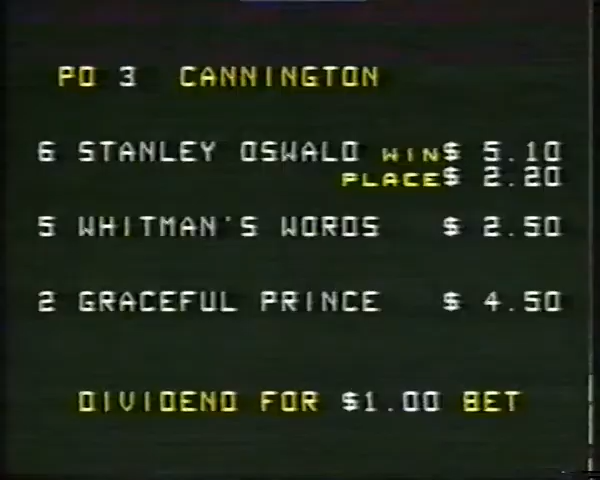 PO 3 CANNINGTON
6 STANLEY OSWALD WIN$ 5.10
PLACE$ 2.20
5 WHITMAN'S WORDS $ 2.50
2 GRACEFUL PRINCE $ 4.50
DIVIDEND FOR $1.00 BET